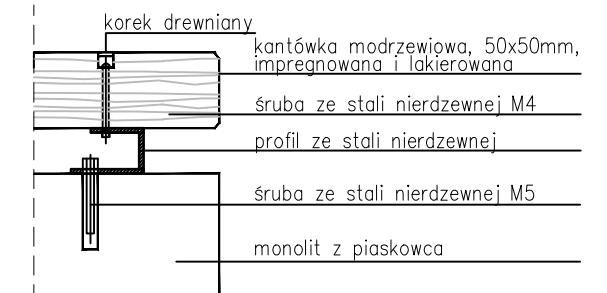 korek drewniany
kantówka modrzewiowa, 50x50mm,
impregnowana i lakierowana
śruba ze stali nierdzewnej M4
profil ze stali nierdzewnej
śruba ze stali nierdzewnej M5
monolit z piaskowca